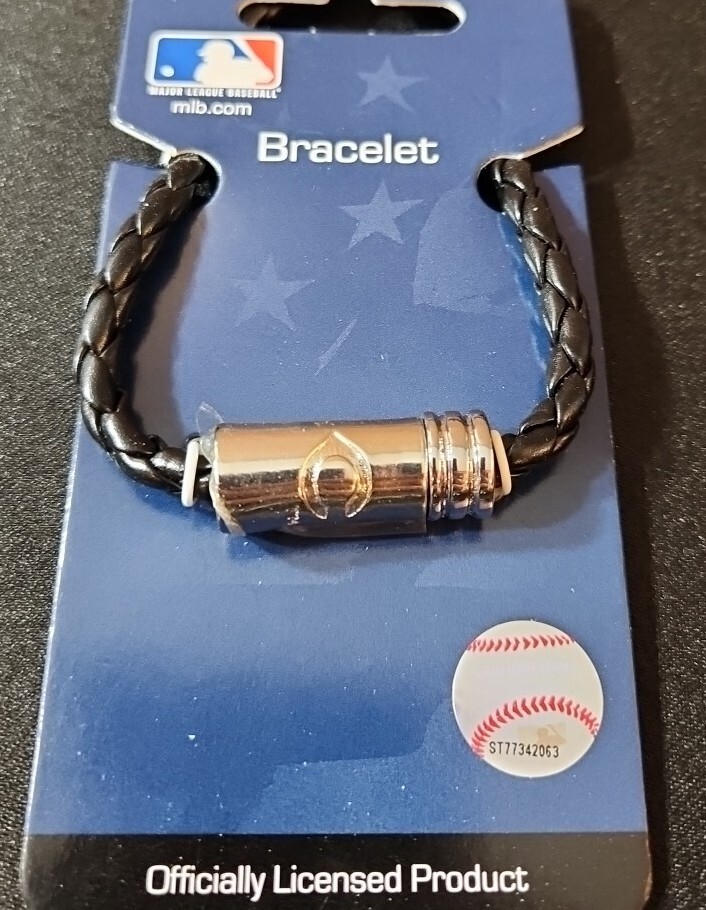 MAJOR LEAGUE BASEBALL
mlb.com
Bracelet
ST77342063
Officially Licensed Product